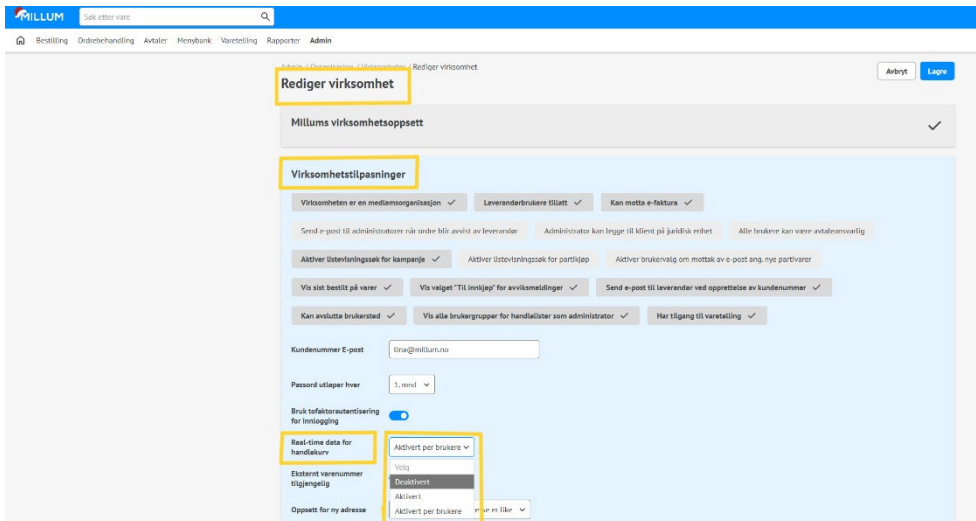 MILLUM Søk etter vare
Bestilling Ordrebehandling Avtaler Menybank Varetelling Rapporter Admin
Admin / Organisasjon / Virksomheter / Rediger virksomhet
Rediger virksomhet
Avbryt Lagre
Millums virksomhetsoppsett
Virksomhetstilpasninger
Virksomheten er en medlemsorganisasjon Leverandørbrukere tillatt Kan motta e-faktura
Send e-post til administratorer når ordre blir avvist av leverandør Administrator kan legge til klient på juridisk enhet Alle brukere kan være avtaleansvarlig
Aktiver listevisningssøk for kampanje Aktiver listevisningssøk for partikjøp Aktiver brukervalg om mottak av e-post ang. nye partivarer
Vis sist bestilt på varer Vis valget "Til innkjøp" for avviksmeldinger Send e-post til leverandør ved opprettelse av kundenummer
Kan avslutte brukersted Vis alle brukergrupper for handlelister som administrator Har tilgang til varetelling
Kundenummer E-post tina@millum.no
Passord utløper hver 1. mnd
Bruk tofaktorautentisering
for innlogging
Real-time data for
handlekurv Aktivert per brukere
Velg
Eksternt varenummer
tilgjengelig Deaktivert
Aktivert
Oppsett for ny adresse Aktivert per brukere er like